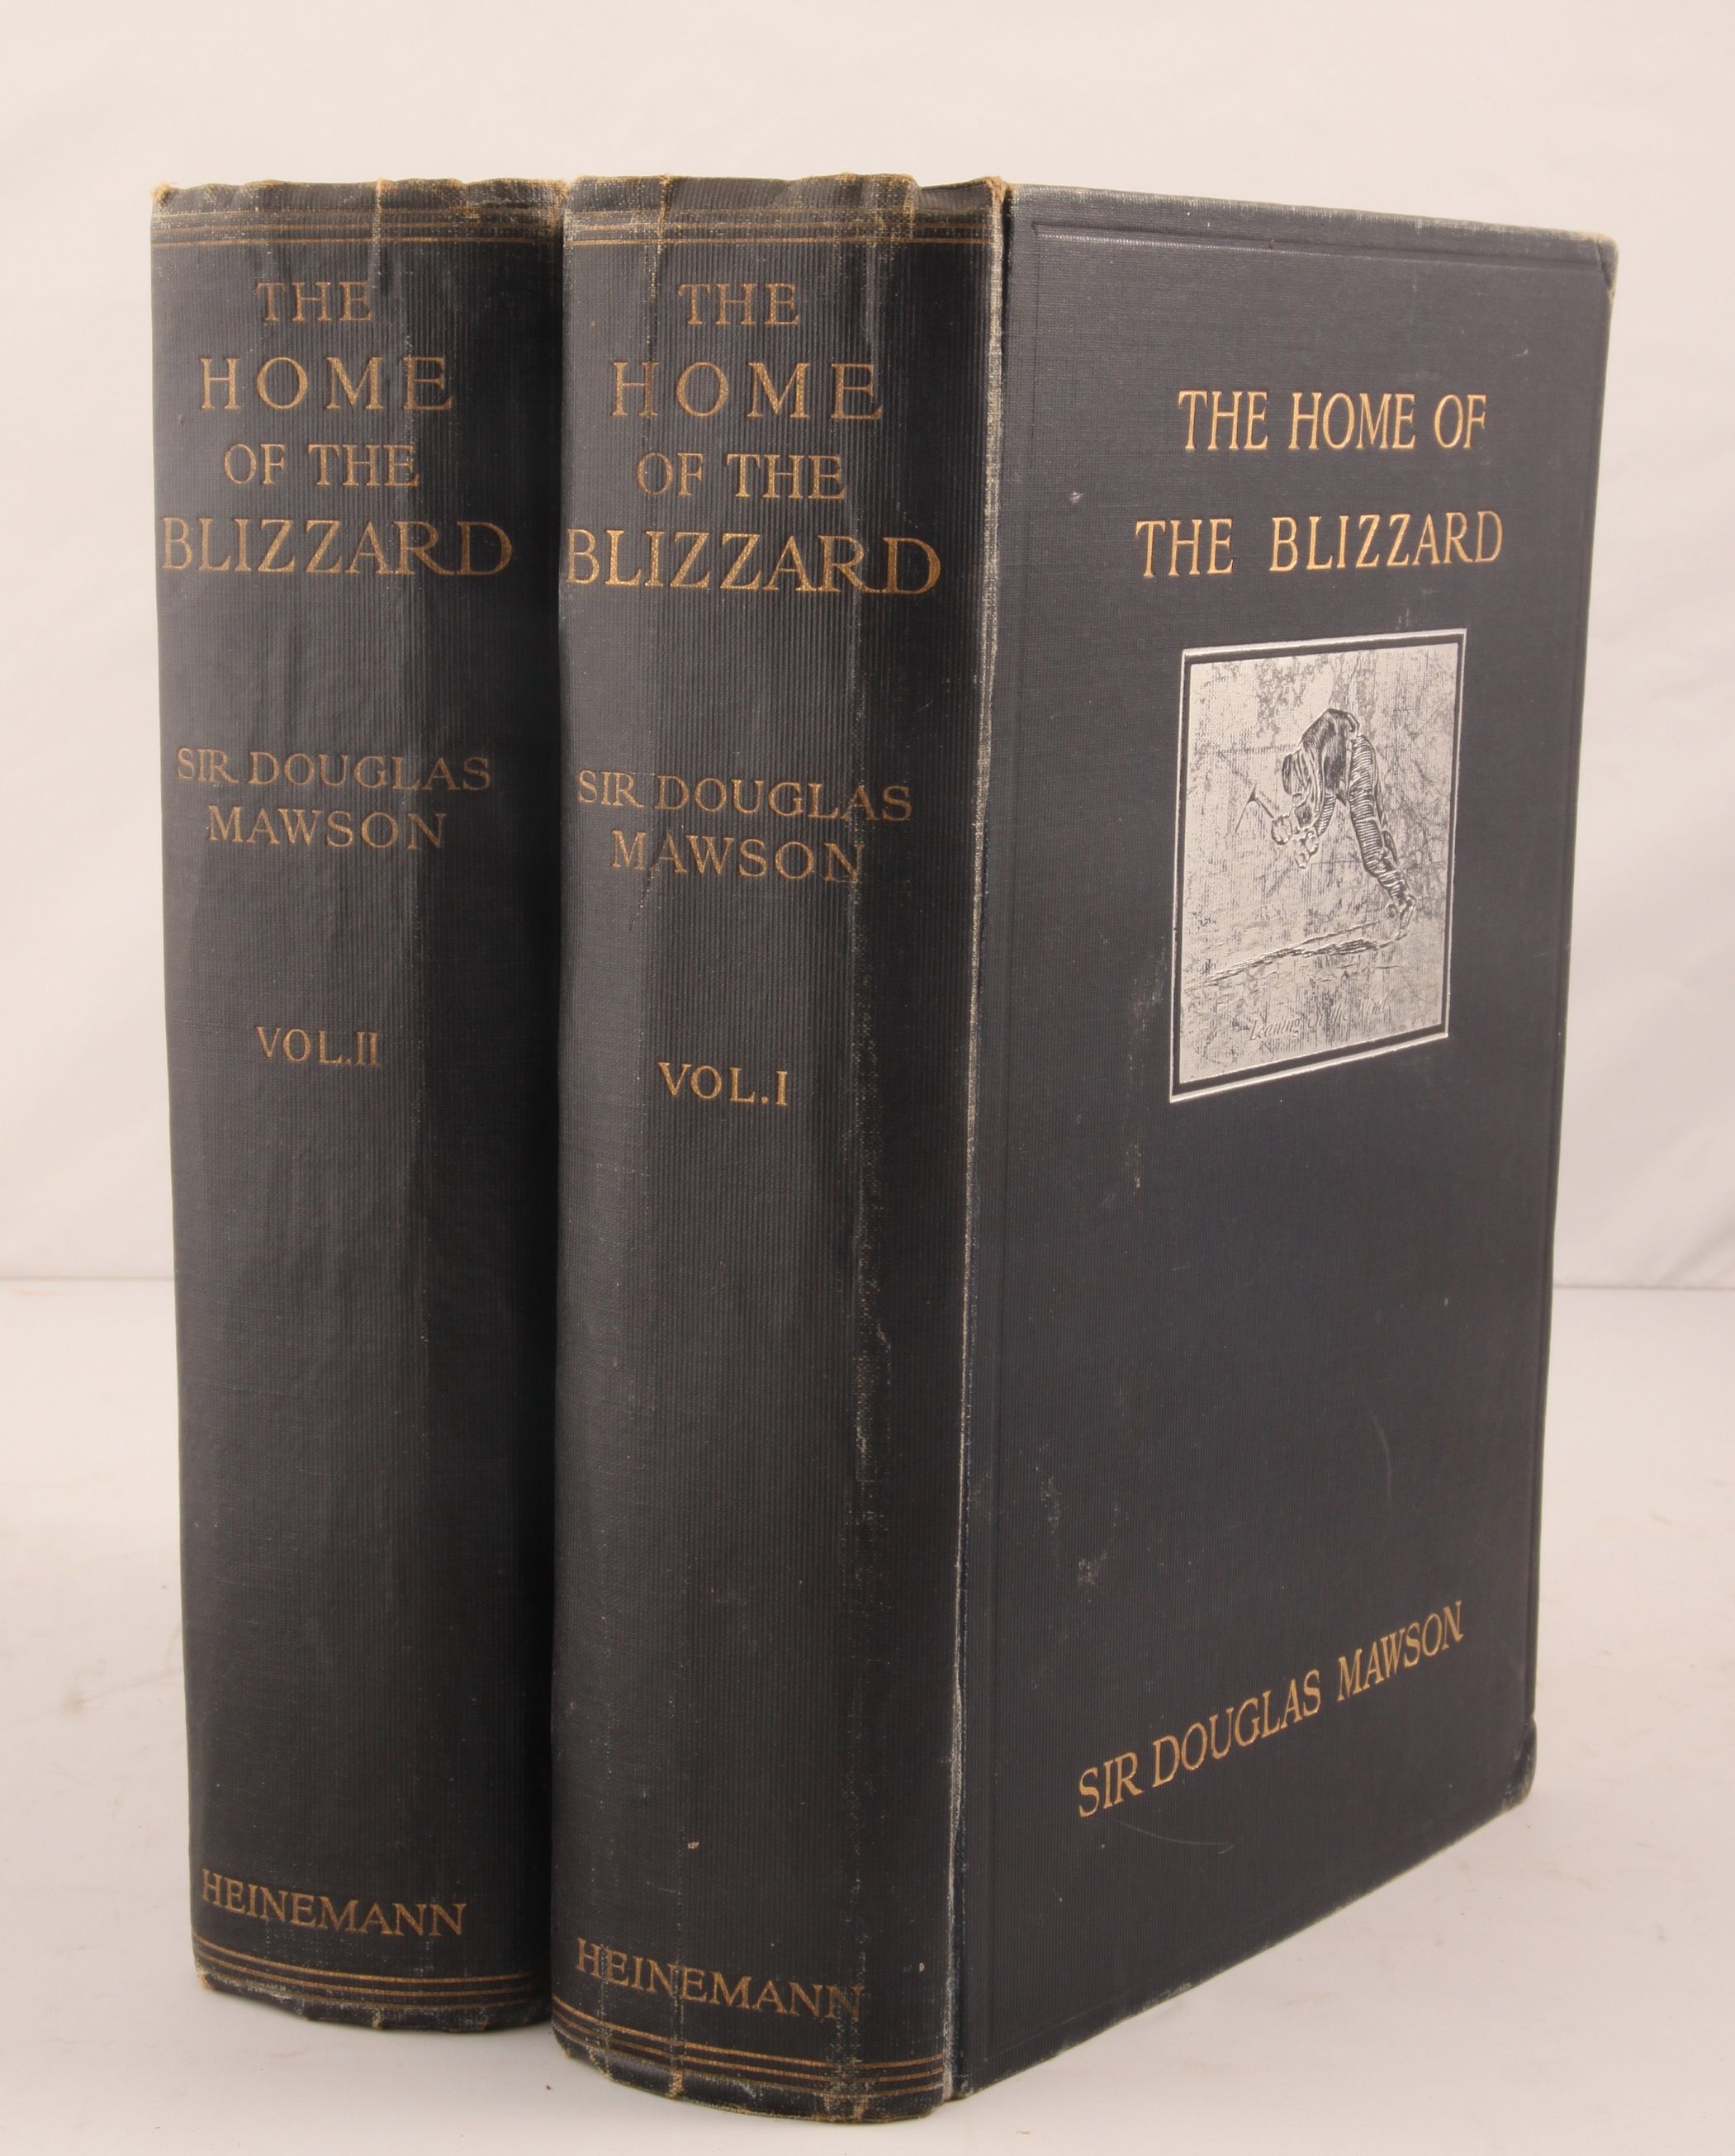 THE
HOME
OF THE
BLIZZARD
SIR DOUGLAS
MAWSON
VOL.II
HEINEMANN
THE
HOME
OF THE
BLIZZARD
SIR DOUGLAS
MAWSON
VOL.I
HEINEMANN
THE HOME OF
THE BLIZZARD
Leaning
SIR DOUGLAS MAWSON